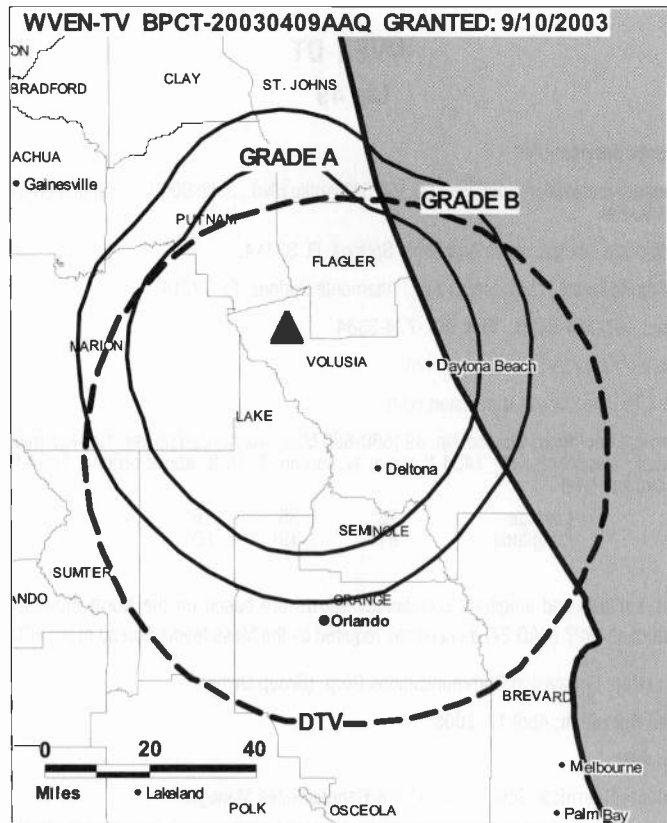 WVEN-TV BPCT-20030409AAQ GRANTED: 9/10/2003
ON
CLAY
ST. JOHNS
BRADFORD
ACHUA
GRADE A
Gainesville
GRADE B
PUTNAM
FLAGLER
MARION
VOLUSIA
Daytona Beach
LAKE
Deltona
SEMINOLE
SUMTER
ANDO
ORANGE
Orlando
BREVARD
DTV
0 20 40
Miles
Melbourne
Lakeland
POLK
OSCEOLA
Palm Bay